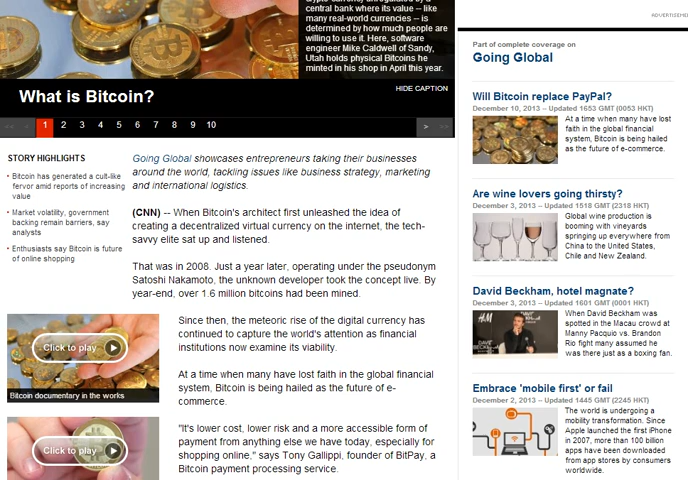 central bank where its value -- like
many real-world currencies -- is
determined by how much people are
willing to use it. Here, software
engineer Mike Caldwell of Sandy,
Utah holds physical Bitcoins he
minted in his shop in April this year.
What is Bitcoin?
HIDE CAPTION
1 2 3 4 5 6 7 8 9 10
STORY HIGHLIGHTS
Bitcoin has generated a cult-like
fervor amid reports of increasing
value
Market volatility, government
backing remain barriers, say
analysts
Enthusiasts say Bitcoin is future
of online shopping
Going Global showcases entrepreneurs taking their businesses
around the world, tackling issues like business strategy, marketing
and international logistics.
(CNN) -- When Bitcoin's architect first unleashed the idea of
creating a decentralized virtual currency on the internet, the tech-
savvy elite sat up and listened.
That was in 2008. Just a year later, operating under the pseudonym
Satoshi Nakamoto, the unknown developer took the concept live. By
year-end, over 1.6 million bitcoins had been mined.
Click to play
Bitcoin documentary in the works
Click to play
Since then, the meteoric rise of the digital currency has
continued to capture the world's attention as financial
institutions now examine its viability.
At a time when many have lost faith in the global financial
system, Bitcoin is being hailed as the future of e-
commerce.
"It's lower cost, lower risk and a more accessible form of
payment from anything else we have today, especially for
shopping online," says Tony Gallippi, founder of BitPay, a
Bitcoin payment processing service.
Part of complete coverage on
Going Global
Will Bitcoin replace PayPal?
December 10, 2013 -- Updated 1653 GMT (0053 HKT)
At a time when many have lost
faith in the global financial
system, Bitcoin is being hailed
as the future of e-commerce.
Are wine lovers going thirsty?
December 3, 2013 -- Updated 1518 GMT (2318 HKT)
Global wine production is
booming with vineyards
springing up everywhere from
China to the United States,
Chile and New Zealand.
David Beckham, hotel magnate?
December 3, 2013 -- Updated 1601 GMT (0001 HKT)
When David Beckham was
spotted in the Macau crowd at
Manny Pacquio vs. Brandon
Rio fight many assumed he
was there just as a boxing fan.
H&M
Embrace 'mobile first' or fail
December 2, 2013 -- Updated 1445 GMT (2245 HKT)
The world is undergoing a
mobility transformation. Since
Apple launched the first iPhone
in 2007, more than 100 billion
apps have been downloaded
from app stores by consumers
worldwide.